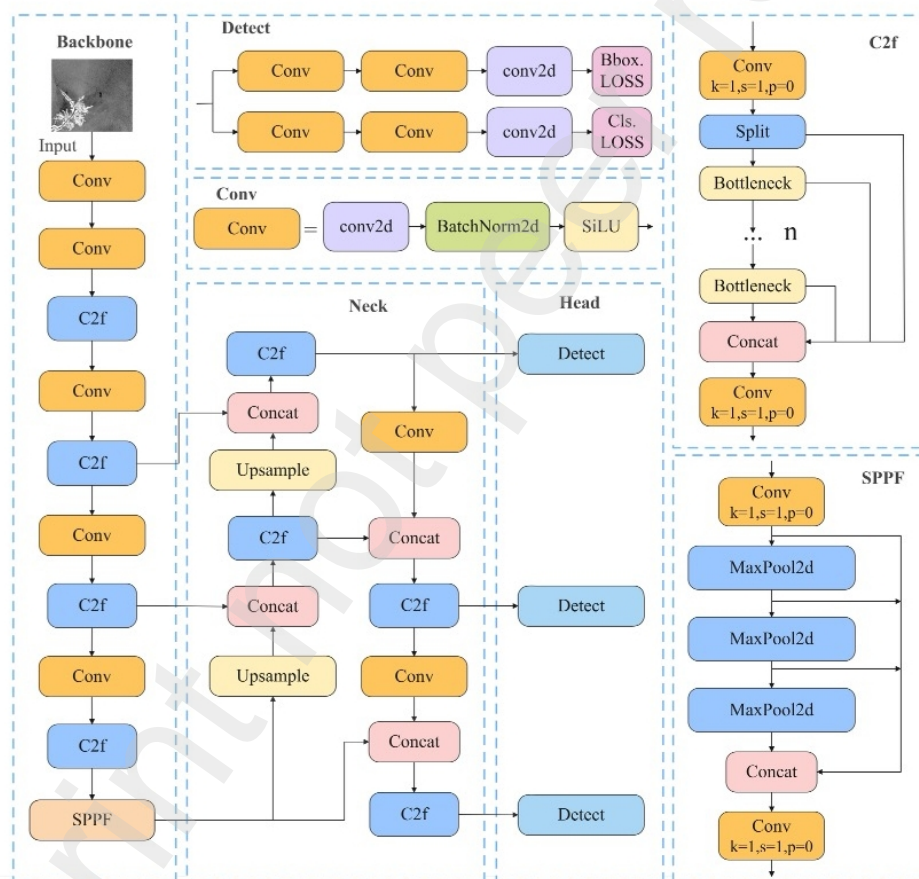 Backbone
Input
Conv
Conv
C2f
Conv
C2f
Conv
C2f
Conv
C2f
SPPF
Detect
Conv
Conv
conv2d
Bbox.
LOSS
Conv
Conv
conv2d
Cls.
LOSS
Conv
Conv
=
conv2d
BatchNorm2d
SiLU
Neck
C2f
Concat
Upsample
C2f
Concat
Upsample
Conv
Concat
C2f
Conv
Concat
C2f
Head
Detect
Detect
Detect
C2f
Conv
k=1,s=1,p=0
Split
Bottleneck
... n
Bottleneck
Concat
Conv
k=1,s=1,p=0
SPPF
Conv
k=1,s=1,p=0
MaxPool2d
MaxPool2d
MaxPool2d
Concat
Conv
k=1,s=1,p=0
rint not peer r